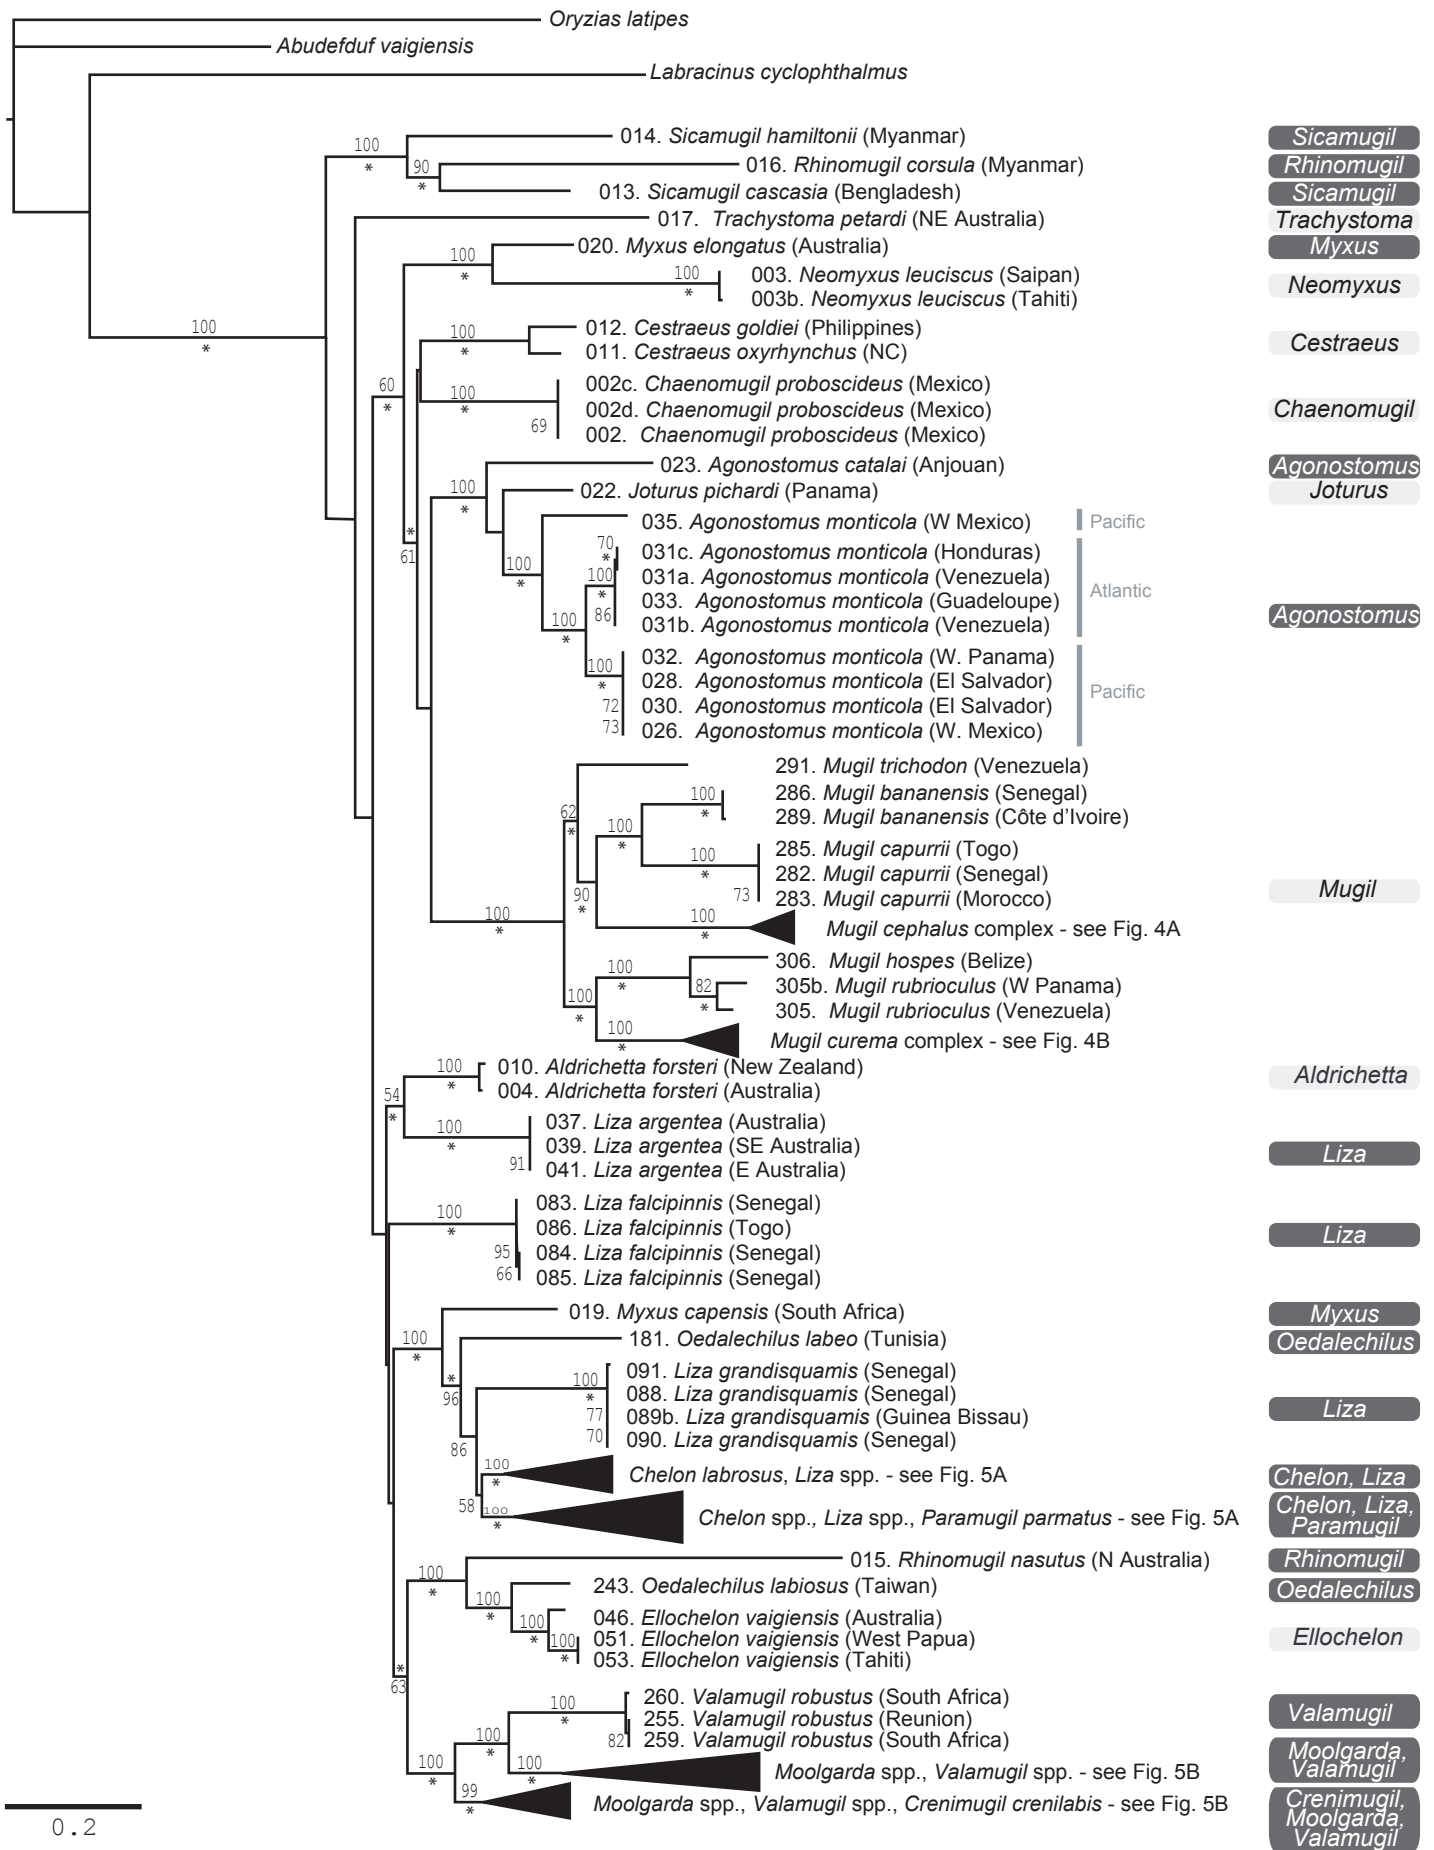 Oryzias latipes
Abudefduf vaigiensis
Labracinus cyclophthalmus
100
*
014. Sicamugil hamiltonii (Myanmar)
Sicamugil
100
*
016. Rhinomugil corsula (Myanmar)
Rhinomugil
90
*
013. Sicamugil cascasia (Bengladesh)
Sicamugil
017. Trachystoma petardi (NE Australia)
Trachystoma
020. Myxus elongatus (Australia)
Myxus
100
*
003. Neomyxus leuciscus (Saipan)
100
*
003b. Neomyxus leuciscus (Tahiti)
Neomyxus
60
*
012. Cestraeus goldiei (Philippines)
100
*
011. Cestraeus oxyrhynchus (NC)
Cestraeus
002c. Chaenomugil proboscideus (Mexico)
100
*
002d. Chaenomugil proboscideus (Mexico)
Chaenomugil
69
002. Chaenomugil proboscideus (Mexico)
*
61
023. Agonostomus catalai (Anjouan)
Agonostomus
100
*
022. Joturus pichardi (Panama)
Joturus
035. Agonostomus monticola (W Mexico)
Pacific
100
*
70
*
031c. Agonostomus monticola (Honduras)
100
*
031a. Agonostomus monticola (Venezuela)
Atlantic
033. Agonostomus monticola (Guadeloupe)
86
031b. Agonostomus monticola (Venezuela)
Agonostomus
100
*
032. Agonostomus monticola (W. Panama)
100
*
028. Agonostomus monticola (El Salvador)
Pacific
72
030. Agonostomus monticola (El Salvador)
73
026. Agonostomus monticola (W. Mexico)
291. Mugil trichodon (Venezuela)
62
*
100
*
286. Mugil bananensis (Senegal)
289. Mugil bananensis (Côte d'Ivoire)
100
*
285. Mugil capurrii (Togo)
100
*
282. Mugil capurrii (Senegal)
73
283. Mugil capurrii (Morocco)
Mugil
90
*
100
*
Mugil cephalus complex - see Fig. 4A
100
*
306. Mugil hospes (Belize)
100
*
82
*
305b. Mugil rubrioculus (W Panama)
305. Mugil rubrioculus (Venezuela)
100
*
100
*
Mugil curema complex - see Fig. 4B
010. Aldrichetta forsteri (New Zealand)
100
*
004. Aldrichetta forsteri (Australia)
Aldrichetta
54
*
037. Liza argentea (Australia)
100
*
039. Liza argentea (SE Australia)
91
041. Liza argentea (E Australia)
Liza
083. Liza falcipinnis (Senegal)
100
*
086. Liza falcipinnis (Togo)
95
084. Liza falcipinnis (Senegal)
66
085. Liza falcipinnis (Senegal)
Liza
019. Myxus capensis (South Africa)
Myxus
100
*
181. Oedalechilus labeo (Tunisia)
Oedalechilus
*
96
091. Liza grandisquamis (Senegal)
100
*
088. Liza grandisquamis (Senegal)
77
089b. Liza grandisquamis (Guinea Bissau)
70
090. Liza grandisquamis (Senegal)
Liza
86
100
*
Chelon labrosus, Liza spp. - see Fig. 5A
Chelon, Liza
58
100
*
Chelon spp., Liza spp., Paramugil parmatus - see Fig. 5A
Chelon, Liza,
Paramugil
015. Rhinomugil nasutus (N Australia)
Rhinomugil
100
*
243. Oedalechilus labiosus (Taiwan)
Oedalechilus
100
*
046. Ellochelon vaigiensis (Australia)
100
*
051. Ellochelon vaigiensis (West Papua)
100
*
053. Ellochelon vaigiensis (Tahiti)
Ellochelon
*
63
260. Valamugil robustus (South Africa)
100
*
255. Valamugil robustus (Reunion)
82
259. Valamugil robustus (South Africa)
Valamugil
100
*
100
*
100
*
Moolgarda spp., Valamugil spp. - see Fig. 5B
Moolgarda,
Valamugil
99
*
Moolgarda spp., Valamugil spp., Crenimugil crenilabis - see Fig. 5B
Crenimugil,
Moolgarda,
Valamugil
0.2